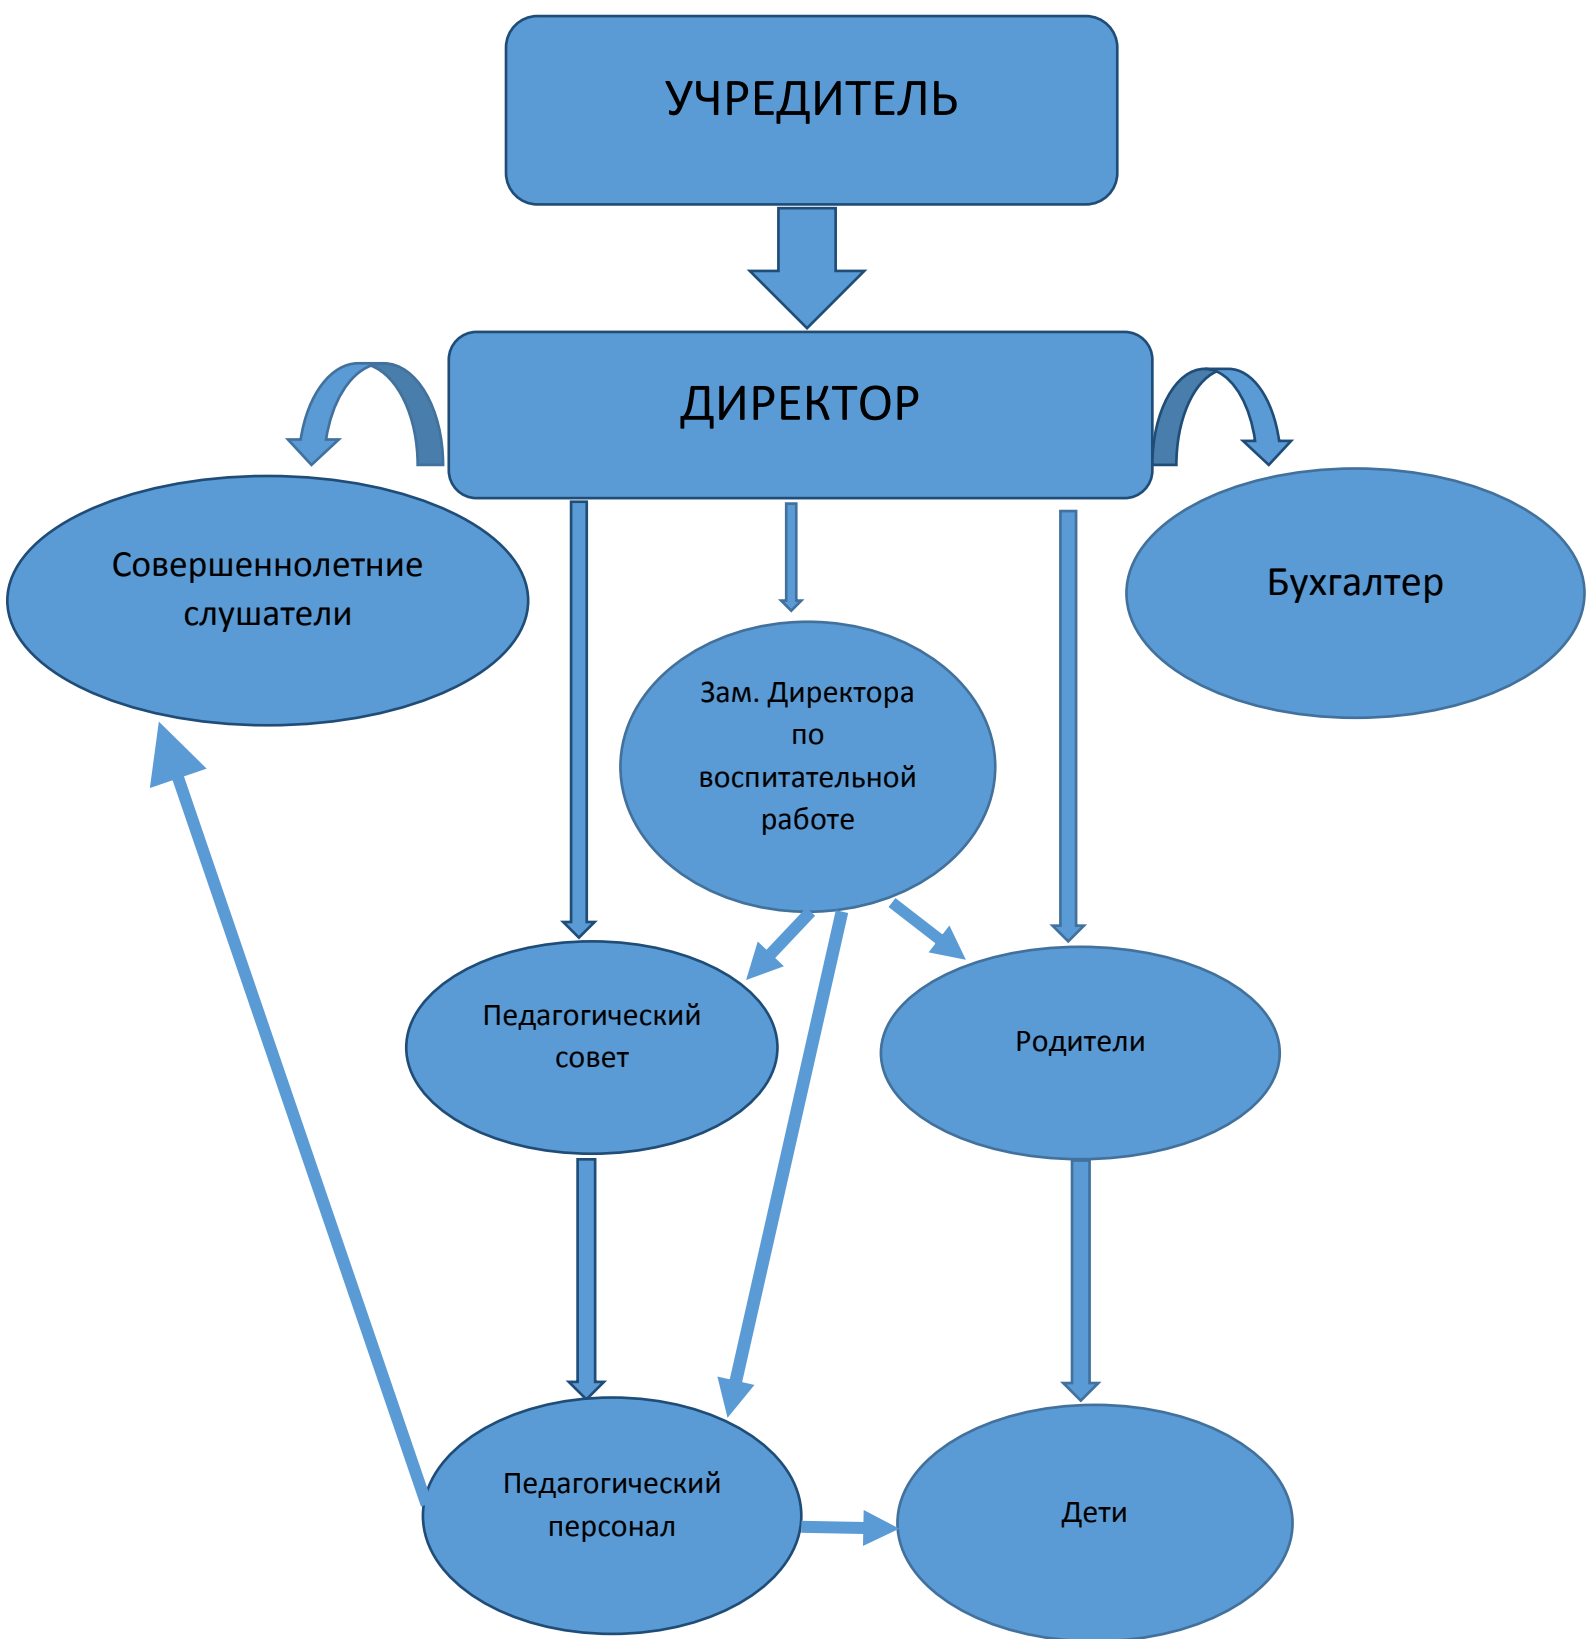 УЧРЕДИТЕЛЬ
ДИРЕКТОР
Совершеннолетние
слушатели
Бухгалтер
Зам. Директора
по
воспитательной
работе
Педагогический
совет
Родители
Педагогический
персонал
Дети